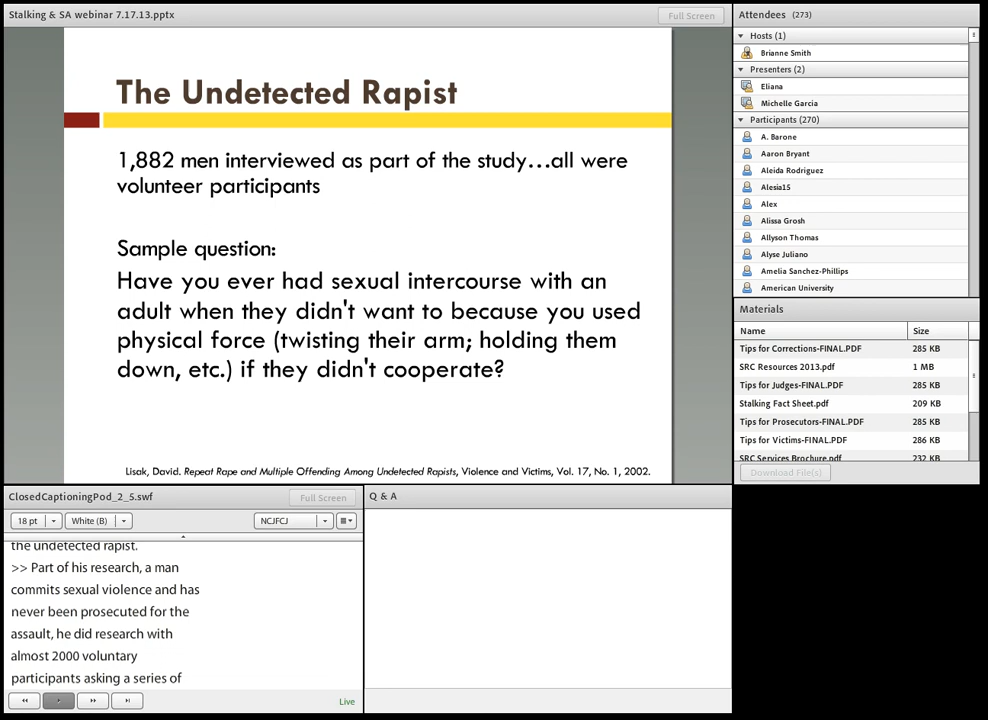 Stalking & SA webinar 7.17.13.pptx
Full Screen
The Undetected Rapist
1,882 men interviewed as part of the study...all were
volunteer participants
Sample question:
Have you ever had sexual intercourse with an
adult when they didn't want to because you used
physical force (twisting their arm; holding them
down, etc.) if they didn't cooperate?
Lisak, David. Repeat Rape and Multiple Offending Among Undetected Rapists, Violence and Victims, Vol. 17, No. 1, 2002.
Attendees (273)
Hosts (1)
Brianne Smith
Presenters (2)
Eliana
Michelle Garcia
Participants (270)
A. Barone
Aaron Bryant
Aleida Rodriguez
Alesia15
Alex
Alissa Grosh
Allyson Thomas
Alyse Juliano
Amelia Sanchez-Phillips
American University
Materials
Name Size
Tips for Corrections-FINAL.PDF 285 KB
SRC Resources 2013.pdf 1 MB
Tips for Judges-FINAL.PDF 285 KB
Stalking Fact Sheet.pdf 209 KB
Tips for Prosecutors-FINAL.PDF 285 KB
Tips for Victims-FINAL.PDF 286 KB
SRC Services Brochure.pdf 232 KB
Download File(s)
ClosedCaptioningPod_2_5.swf
Full Screen
18 pt White (B) NCJFCJ
the undetected rapist.
>> Part of his research, a man
commits sexual violence and has
never been prosecuted for the
assault, he did research with
almost 2000 voluntary
participants asking a series of
Live
Q & A